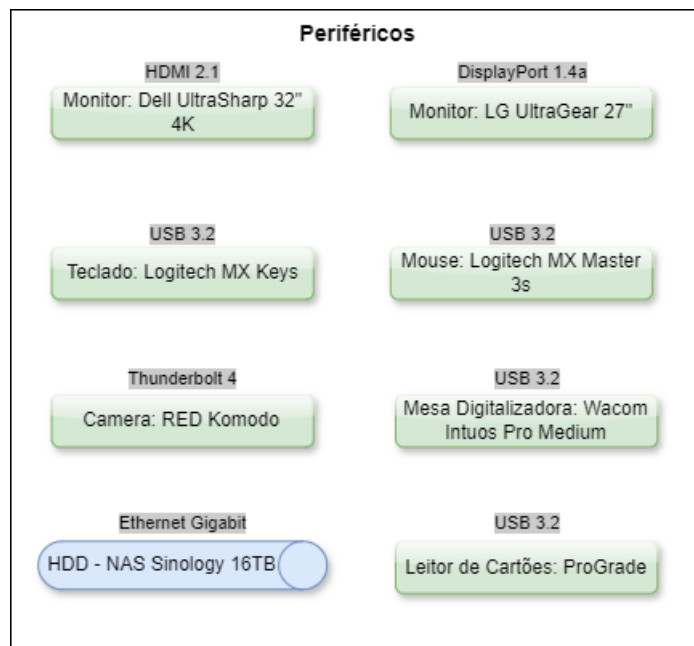 Periféricos
HDMI 2.1
Monitor: Dell UltraSharp 32"
4K
DisplayPort 1.4a
Monitor: LG UltraGear 27"
USB 3.2
Teclado: Logitech MX Keys
USB 3.2
Mouse: Logitech MX Master
3s
Thunderbolt 4
Camera: RED Komodo
USB 3.2
Mesa Digitalizadora: Wacom
Intuos Pro Medium
Ethernet Gigabit
HDD - NAS Sinology 16TB
USB 3.2
Leitor de Cartões: ProGrade